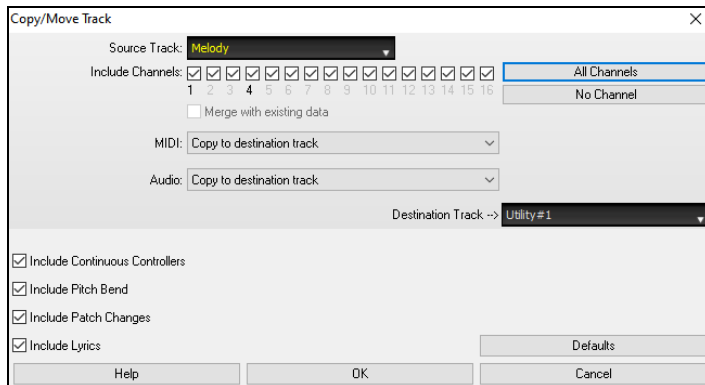 Copy/Move Track
Source Track: Melody
Include Channels:
All Channels
1 2 3 4 5 6 7 8 9 10 11 12 13 14 15 16
No Channel
Merge with existing data
MIDI: Copy to destination track
Audio: Copy to destination track
Destination Track --> Utility#1
Include Continuous Controllers
Include Pitch Bend
Include Patch Changes
Include Lyrics
Defaults
Help OK Cancel